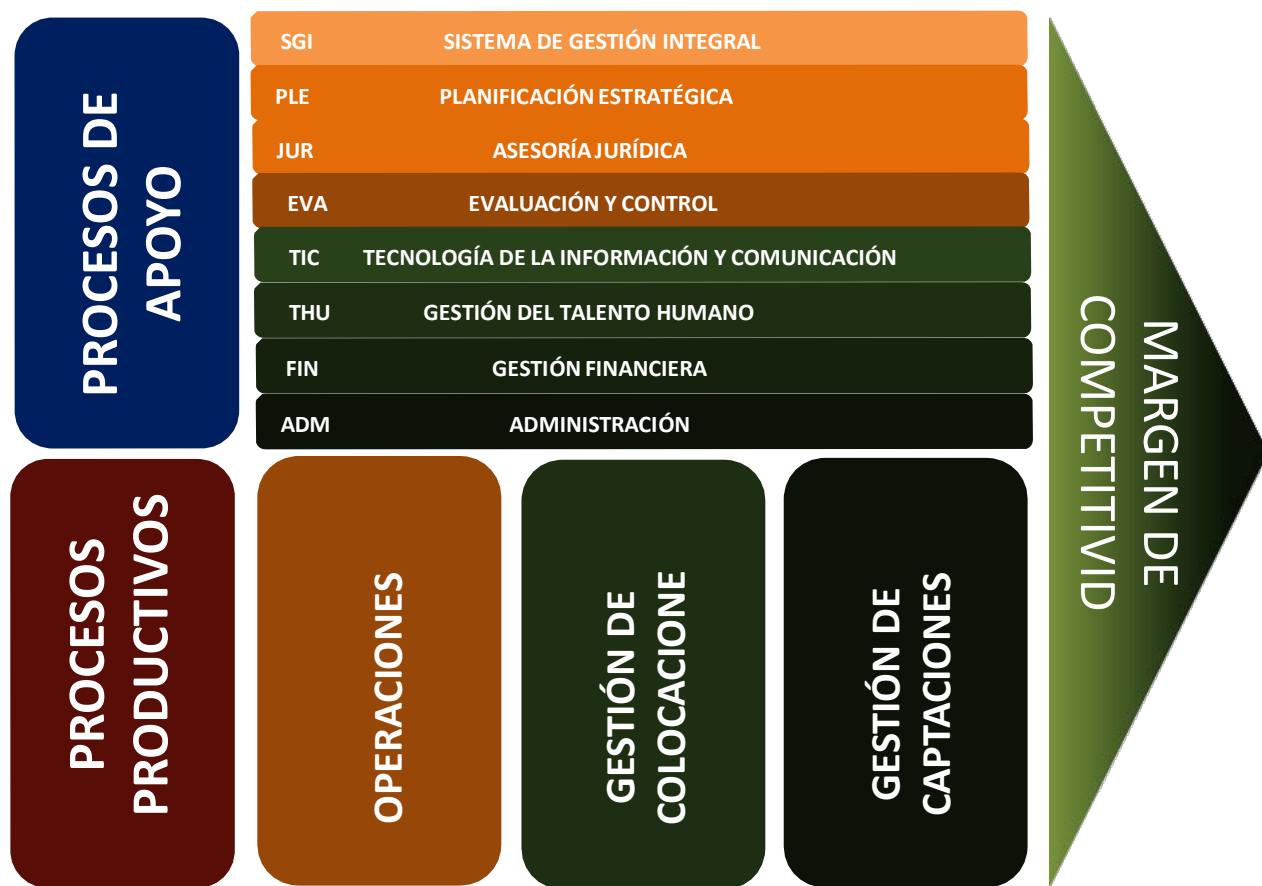 PROCESOS DE
APOYO
SGI SISTEMA DE GESTIÓN INTEGRAL
PLE PLANIFICACIÓN ESTRATÉGICA
JUR ASESORÍA JURÍDICA
EVA EVALUACIÓN Y CONTROL
TIC TECNOLOGÍA DE LA INFORMACIÓN Y COMUNICACIÓN
THU GESTIÓN DEL TALENTO HUMANO
FIN GESTIÓN FINANCIERA
ADM ADMINISTRACIÓN
PROCESOS
PRODUCTIVOS
OPERACIONES
GESTIÓN DE
COLOCACIONE
GESTIÓN DE
CAPTACIONES
MARGEN DE
COMPETITIVID